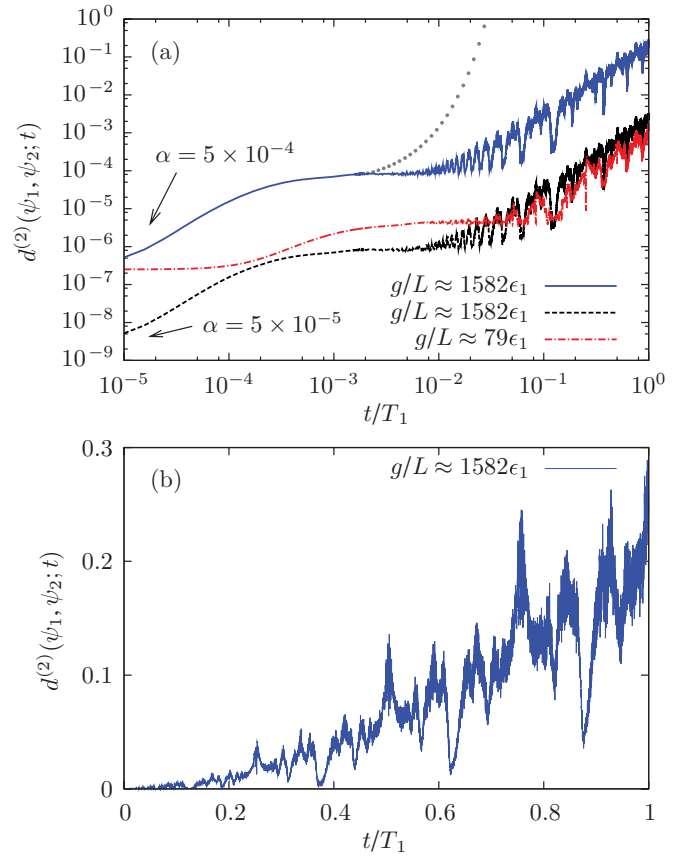 (a)
10^0
10^-1
10^-2
10^-3
10^-4
10^-5
10^-6
10^-7
10^-8
10^-9
d^(2)(ψ₁, ψ₂; t)
α = 5 × 10^-4
α = 5 × 10^-5
g/L ≈ 1582ϵ₁
g/L ≈ 1582ϵ₁
g/L ≈ 79ϵ₁
10^-5 10^-4 10^-3 10^-2 10^-1 10^0
t/T₁
(b)
g/L ≈ 1582ϵ₁
0.3
0.2
0.1
0
d^(2)(ψ₁, ψ₂; t)
0 0.2 0.4 0.6 0.8 1
t/T₁